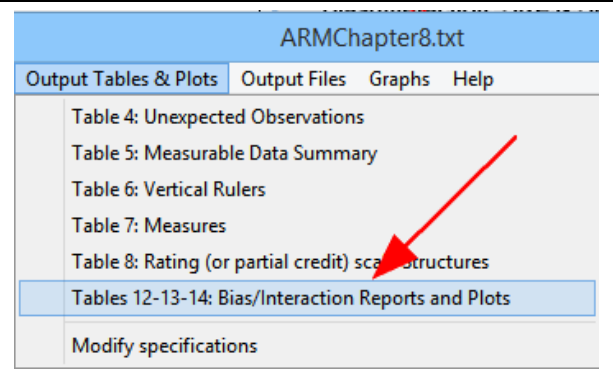 ARMChapter8.txt
Output Tables & Plots Output Files Graphs Help
Table 4: Unexpected Observations
Table 5: Measurable Data Summary
Table 6: Vertical Rulers
Table 7: Measures
Table 8: Rating (or partial credit) scale structures
Tables 12-13-14: Bias/Interaction Reports and Plots
Modify specifications